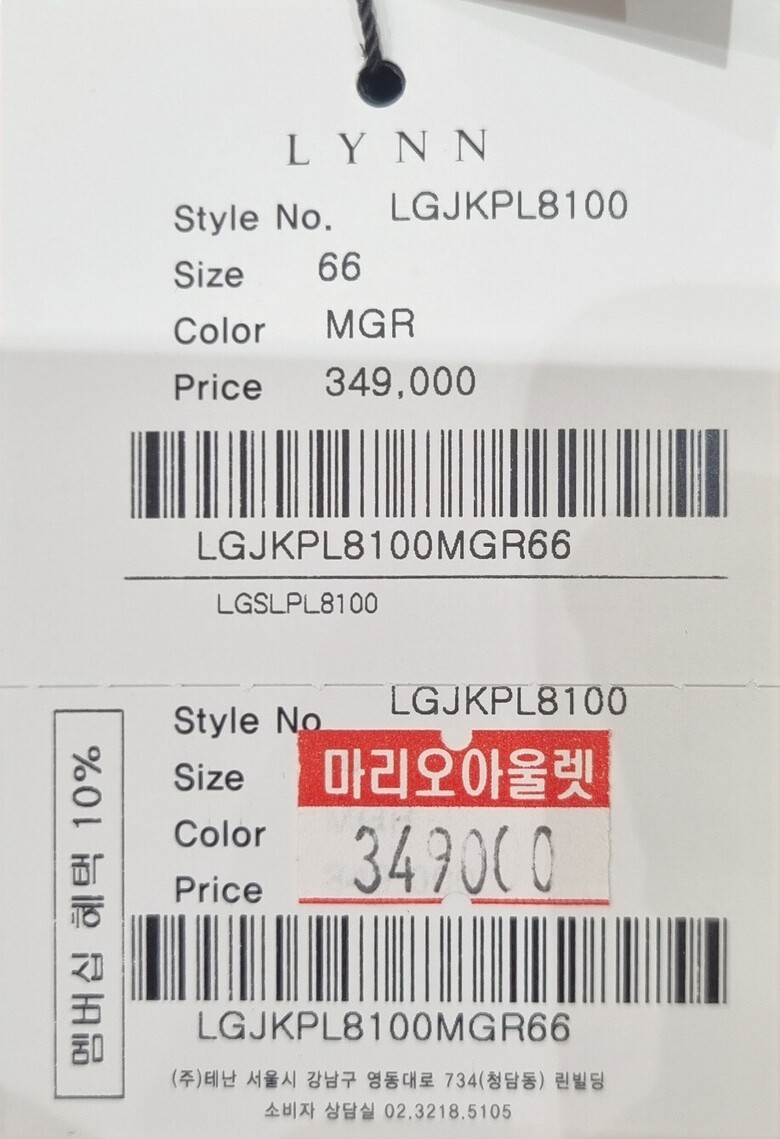 LYNN
Style No. LGJKPL8100
Size 66
Color MGR
Price 349,000
LGJKPL8100MGR66
LGSLPL8100
멤버십 혜택 10%
Style No LGJKPL8100
Size
Color
Price
마리오아울렛
349000
LGJKPL8100MGR66
(주)테난 서울시 강남구 영동대로 734(청담동) 린빌딩
소비자 상담실 02.3218.5105